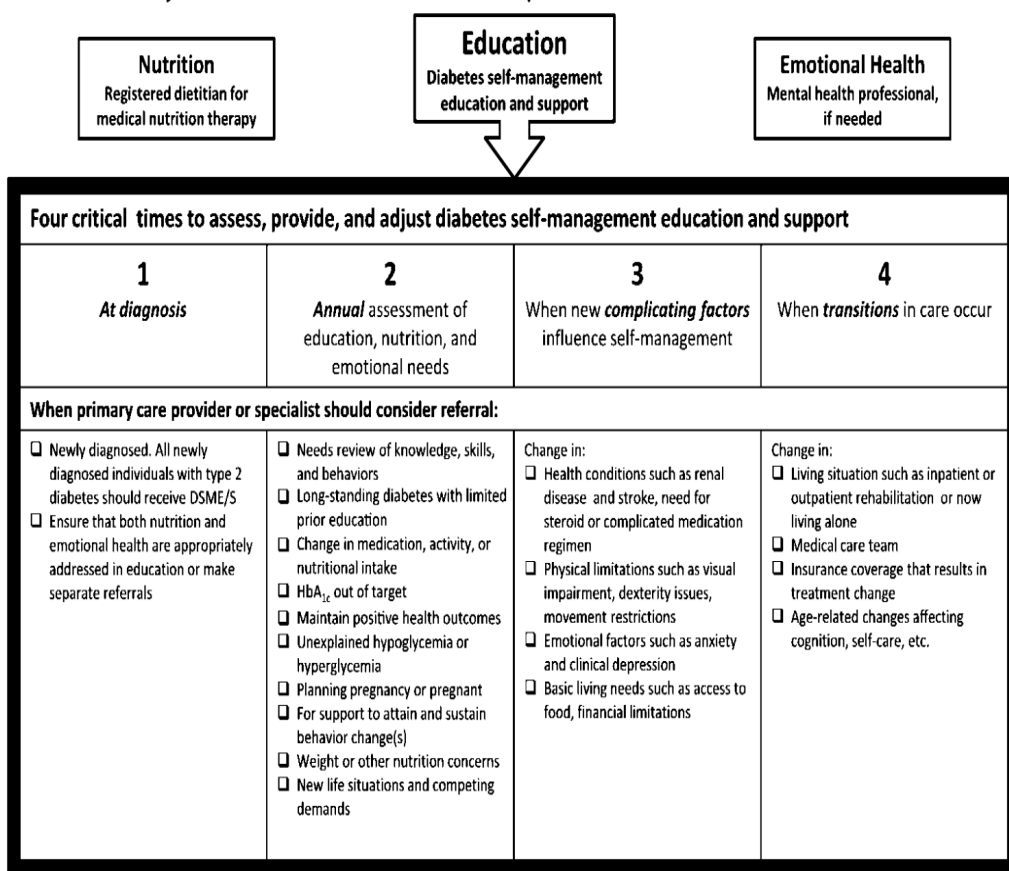 Nutrition
Registered dietitian for
medical nutrition therapy
Education
Diabetes self-management
education and support
Emotional Health
Mental health professional,
if needed
Four critical times to assess, provide, and adjust diabetes self-management education and support
1
At diagnosis
2
Annual assessment of
education, nutrition, and
emotional needs
3
When new complicating factors
influence self-management
4
When transitions in care occur
When primary care provider or specialist should consider referral:
❑ Newly diagnosed. All newly
diagnosed individuals with type 2
diabetes should receive DSME/S
❑ Ensure that both nutrition and
emotional health are appropriately
addressed in education or make
separate referrals
❑ Needs review of knowledge, skills,
and behaviors
❑ Long-standing diabetes with limited
prior education
❑ Change in medication, activity, or
nutritional intake
❑ HbA1c out of target
❑ Maintain positive health outcomes
❑ Unexplained hypoglycemia or
hyperglycemia
❑ Planning pregnancy or pregnant
❑ For support to attain and sustain
behavior change(s)
❑ Weight or other nutrition concerns
❑ New life situations and competing
demands
Change in:
❑ Health conditions such as renal
disease and stroke, need for
steroid or complicated medication
regimen
❑ Physical limitations such as visual
impairment, dexterity issues,
movement restrictions
❑ Emotional factors such as anxiety
and clinical depression
❑ Basic living needs such as access to
food, financial limitations
Change in:
❑ Living situation such as inpatient or
outpatient rehabilitation or now
living alone
❑ Medical care team
❑ Insurance coverage that results in
treatment change
❑ Age-related changes affecting
cognition, self-care, etc.